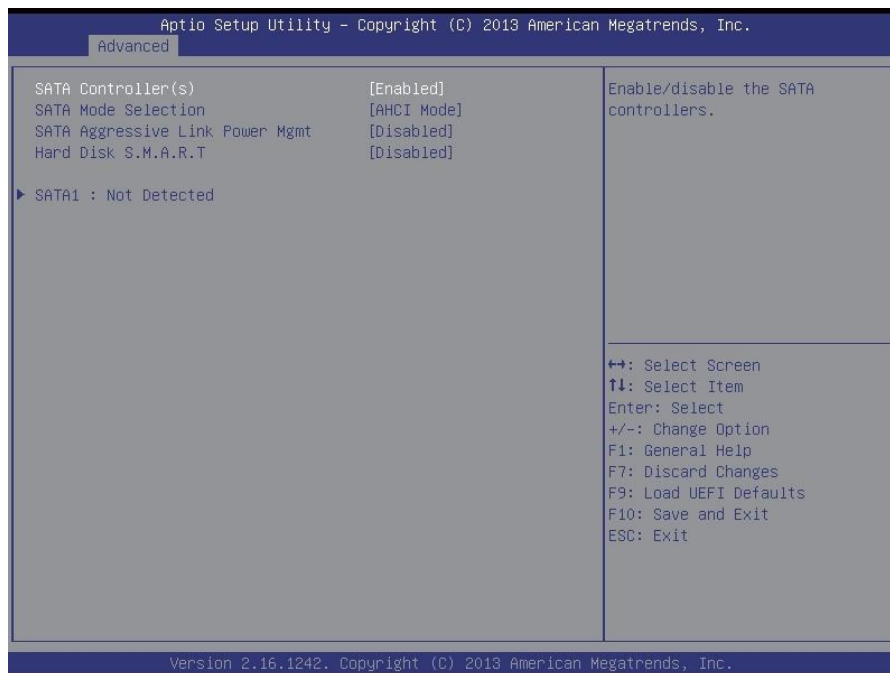 Aptio Setup Utility – Copyright (C) 2013 American Megatrends, Inc.
Advanced
SATA Controller(s) [Enabled]
SATA Mode Selection [AHCI Mode]
SATA Aggressive Link Power Mgmt [Disabled]
Hard Disk S.M.A.R.T [Disabled]
▶ SATA1 : Not Detected
Enable/disable the SATA
controllers.
↔: Select Screen
↑↓: Select Item
Enter: Select
+/-: Change Option
F1: General Help
F7: Discard Changes
F9: Load UEFI Defaults
F10: Save and Exit
ESC: Exit
Version 2.16.1242. Copyright (C) 2013 American Megatrends, Inc.